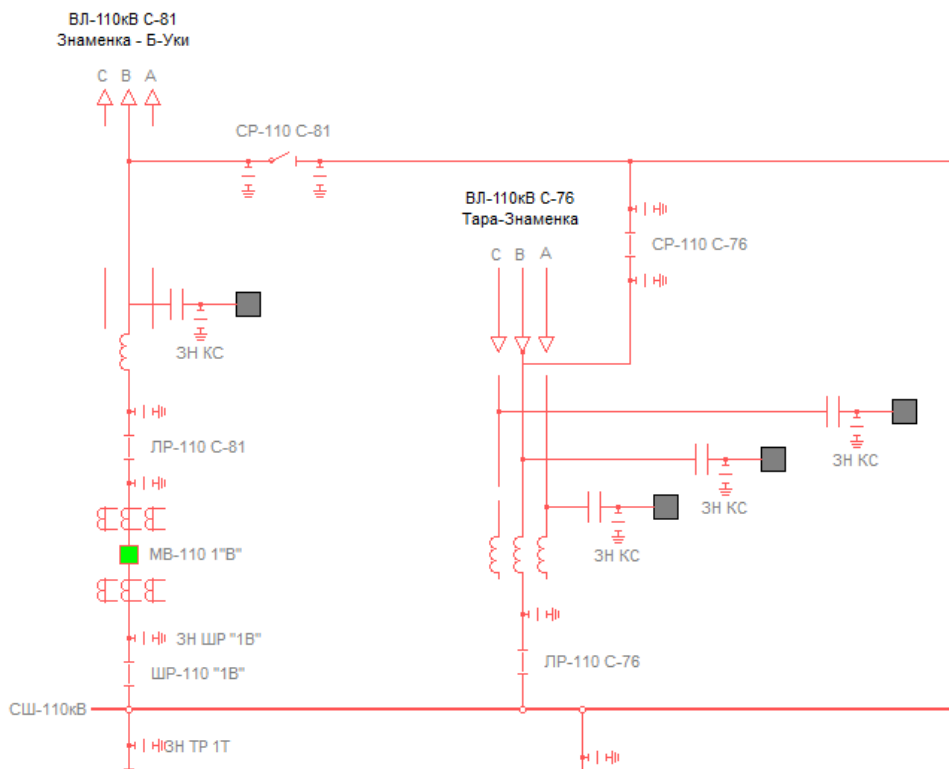 ВЛ-110кВ С-81
Знаменка - Б-Уки
С В А
СР-110 С-81
ВЛ-110кВ С-76
Тара-Знаменка
С В А
СР-110 С-76
ЗН КС
ЛР-110 С-81
ЗН КС
ЗН КС
ЗН КС
МВ-110 1"В"
ЗН ШР "1В"
ШР-110 "1В"
ЛР-110 С-76
СШ-110кВ
ЗН ТР 1Т